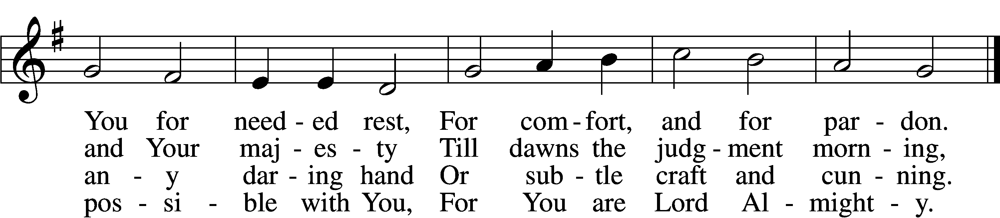 You for need - ed rest, For com - fort, and for par - don.
and Your maj - es - ty Till dawns the judg - ment morn - ing,
an - y dar - ing hand Or sub - tle craft and cun - ning.
pos - si - ble with You, For You are Lord Al - might - y.